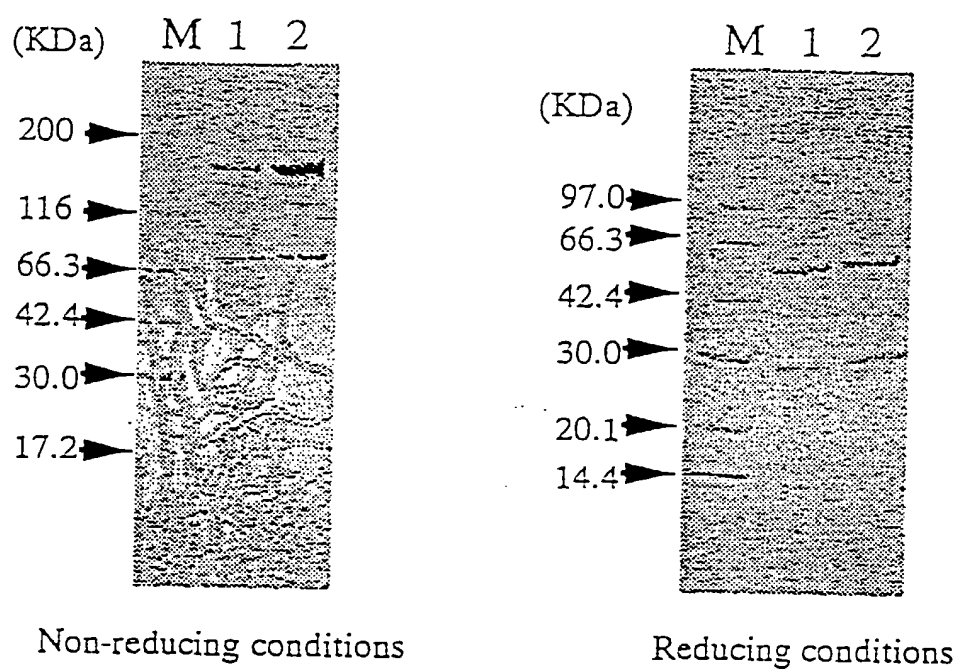 (KDa) M 1 2
200
116
66.3
42.4
30.0
17.2
Non-reducing conditions
M 1 2
(KDa)
97.0
66.3
42.4
30.0
20.1
14.4
Reducing conditions